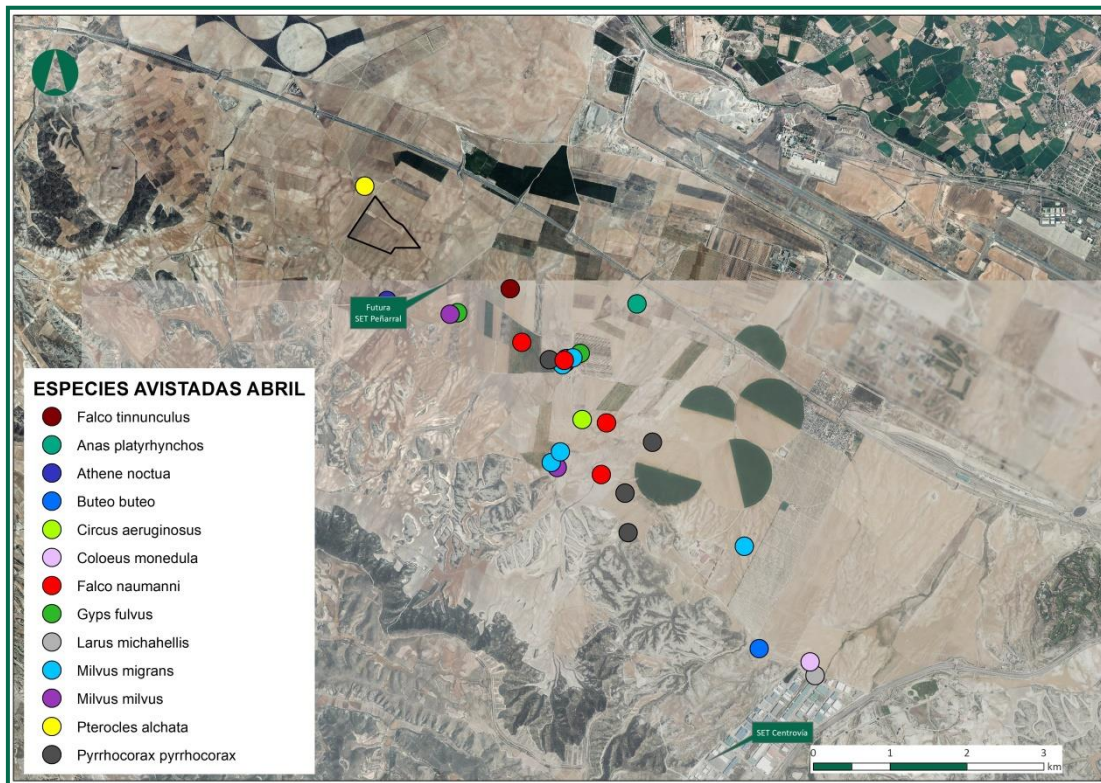 Futura
SET Peñarral
ESPECIES AVISTADAS ABRIL
Falco tinnunculus
Anas platyrhynchos
Athene noctua
Buteo buteo
Circus aeruginosus
Coloeus monedula
Falco naumanni
Gyps fulvus
Larus michahellis
Milvus migrans
Milvus milvus
Pterocles alchata
Pyrrhocorax pyrrhocorax
SET Centrovía
0 1 2 3
km